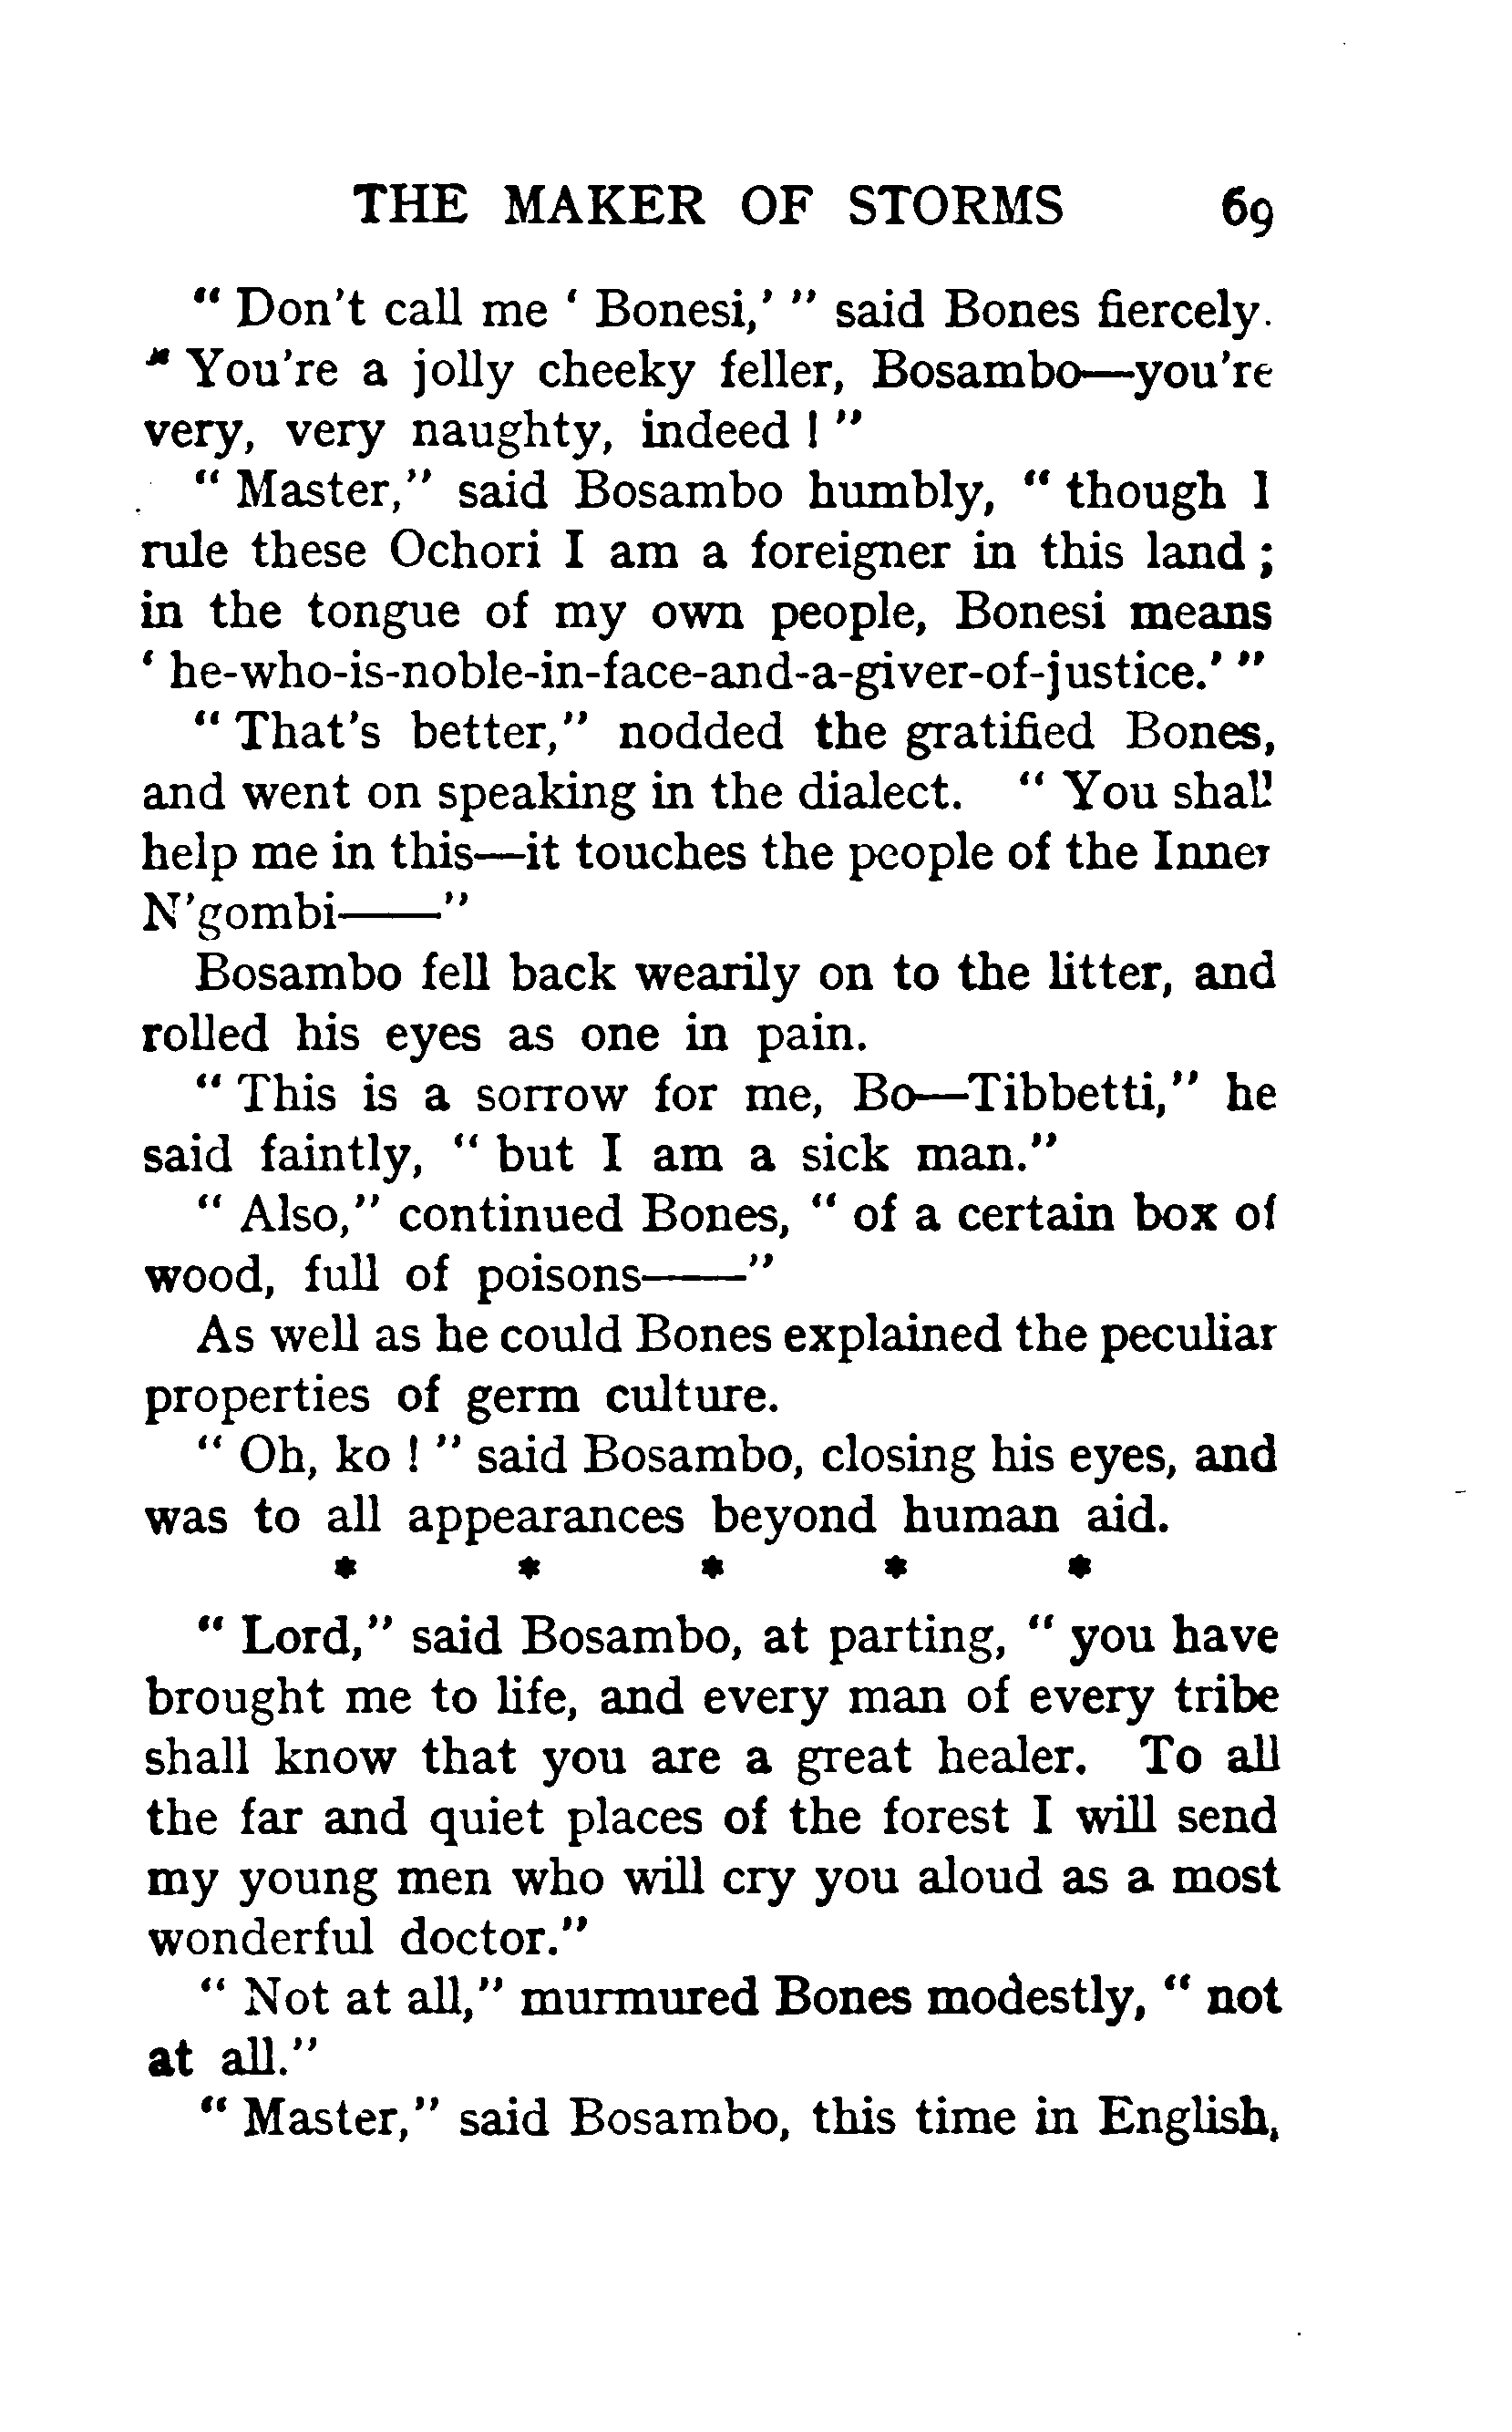 THE MAKER OF STORMS 69
" Don't call me ' Bonesi,' " said Bones fiercely.
" You're a jolly cheeky feller, Bosambo—you're
very, very naughty, indeed ! "
" Master," said Bosambo humbly, " though I
rule these Ochori I am a foreigner in this land ;
in the tongue of my own people, Bonesi means
' he-who-is-noble-in-face-and-a-giver-of-justice.' "
" That's better," nodded the gratified Bones,
and went on speaking in the dialect. " You shall
help me in this—it touches the people of the Inner
N'gombi——"
Bosambo fell back wearily on to the litter, and
rolled his eyes as one in pain.
" This is a sorrow for me, Bo—Tibbetti," he
said faintly, " but I am a sick man."
" Also," continued Bones, " of a certain box of
wood, full of poisons——"
As well as he could Bones explained the peculiar
properties of germ culture.
" Oh, ko ! " said Bosambo, closing his eyes, and
was to all appearances beyond human aid.
* * * * *
" Lord," said Bosambo, at parting, " you have
brought me to life, and every man of every tribe
shall know that you are a great healer. To all
the far and quiet places of the forest I will send
my young men who will cry you aloud as a most
wonderful doctor."
" Not at all," murmured Bones modestly, " not
at all."
" Master," said Bosambo, this time in English,